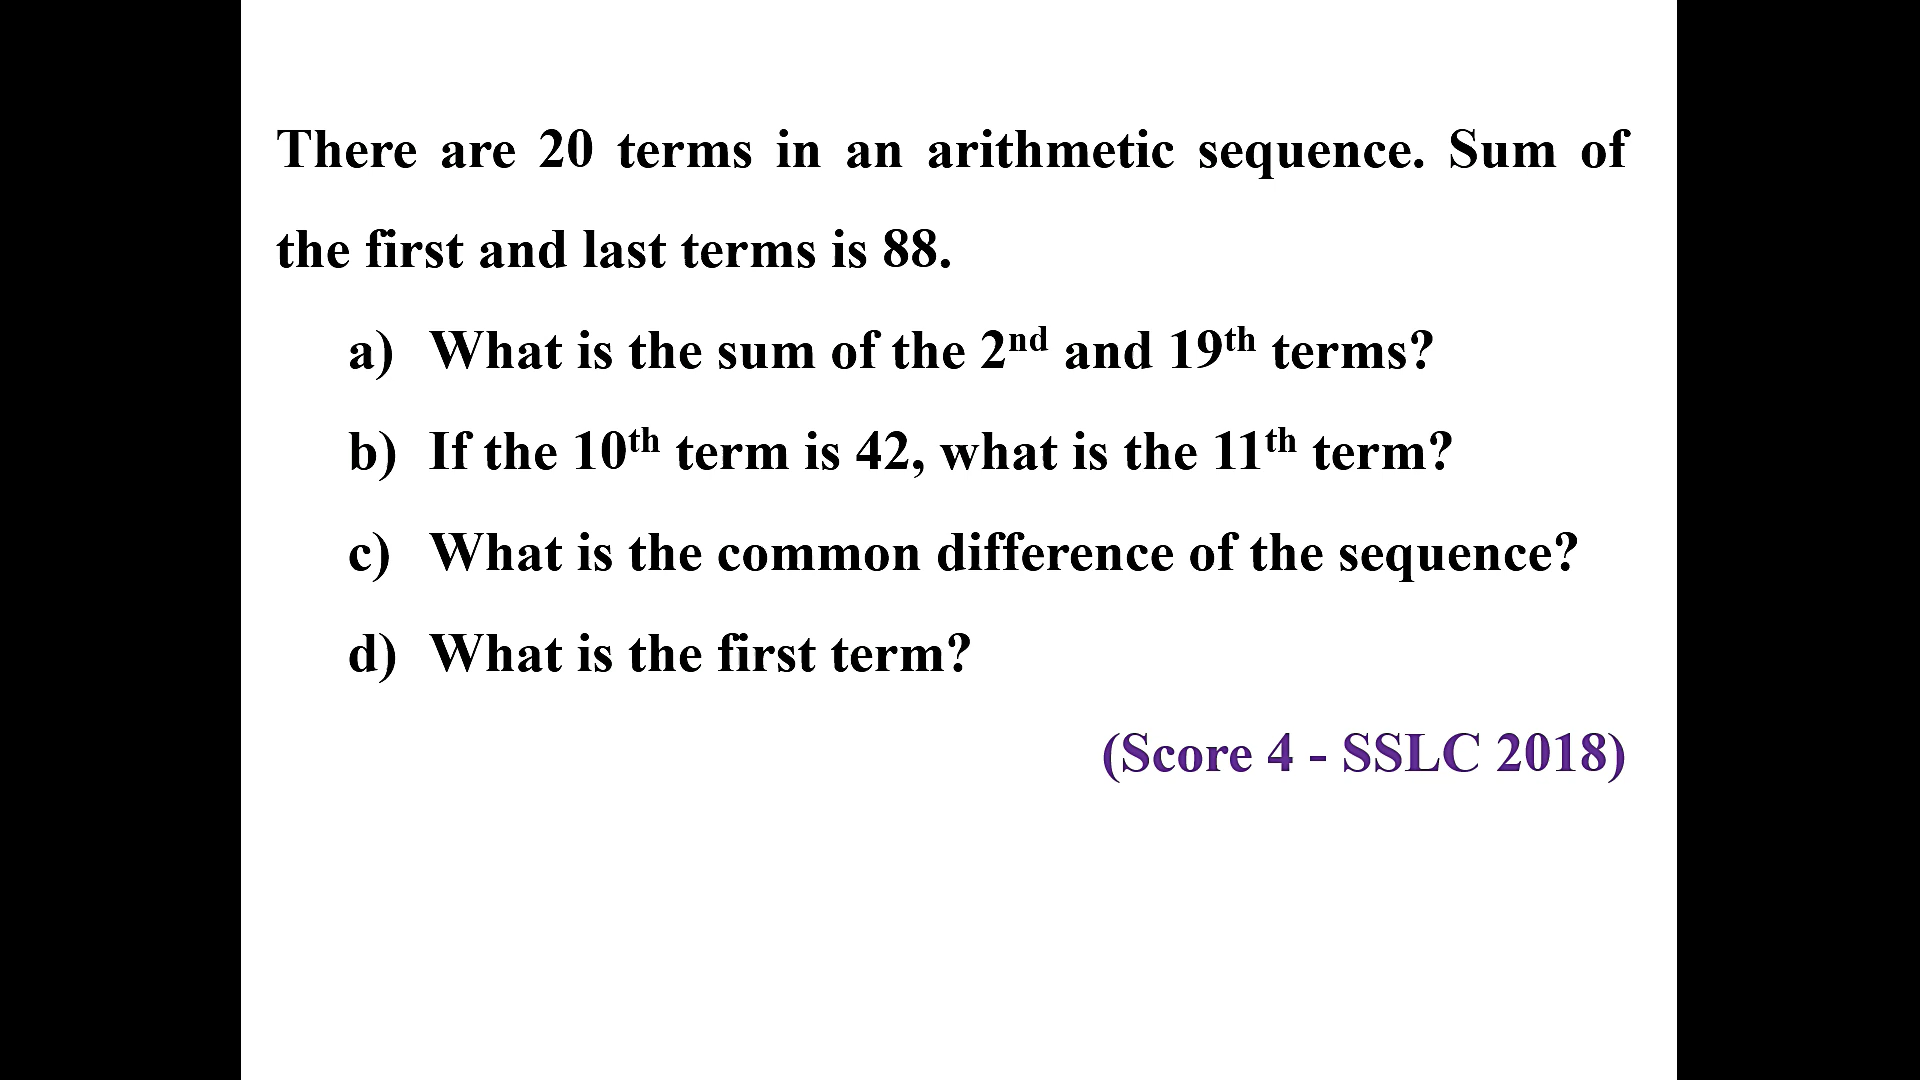 There are 20 terms in an arithmetic sequence. Sum of
the first and last terms is 88.
a) What is the sum of the 2nd and 19th terms?
b) If the 10th term is 42, what is the 11th term?
c) What is the common difference of the sequence?
d) What is the first term?
(Score 4 - SSLC 2018)